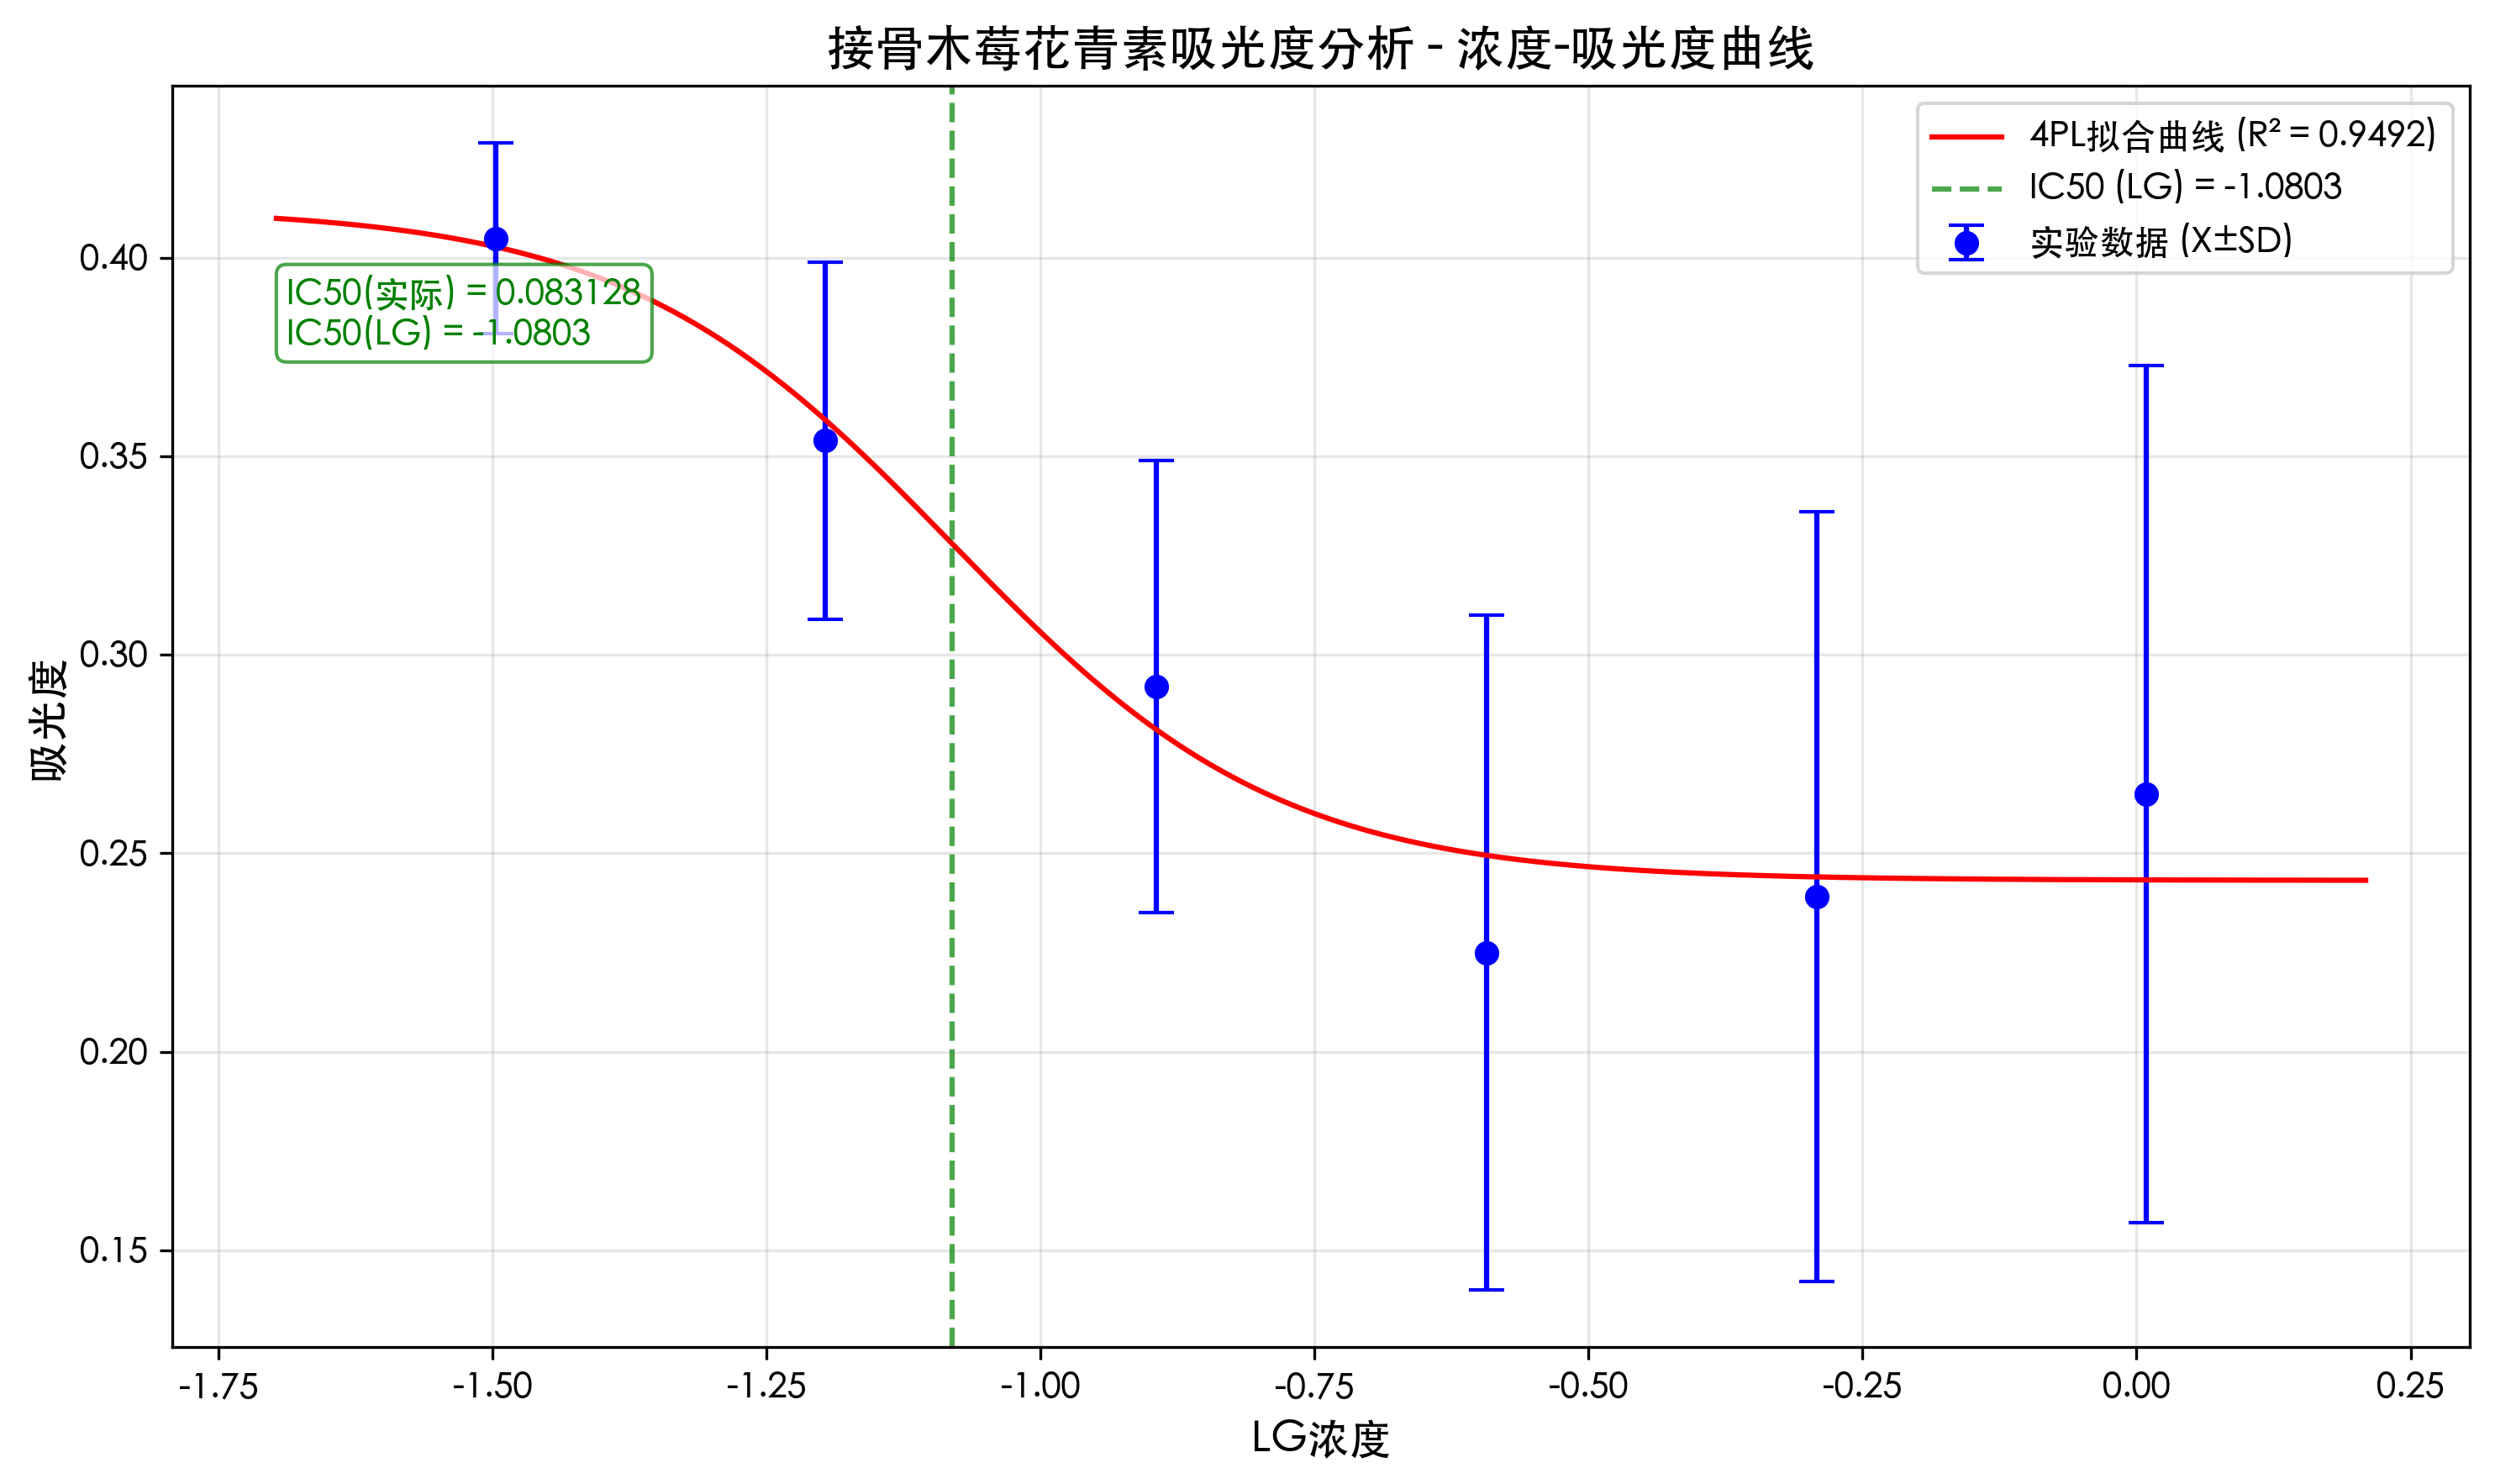 接骨木莓花青素吸光度分析 - 浓度-吸光度曲线
4PL拟合曲线 (R² = 0.9492)
IC50 (LG) = -1.0803
实验数据 (X±SD)
IC50(实际) = 0.083128
IC50(LG) = -1.0803
吸光度
0.40
0.35
0.30
0.25
0.20
0.15
-1.75 -1.50 -1.25 -1.00 -0.75 -0.50 -0.25 0.00 0.25
LG浓度